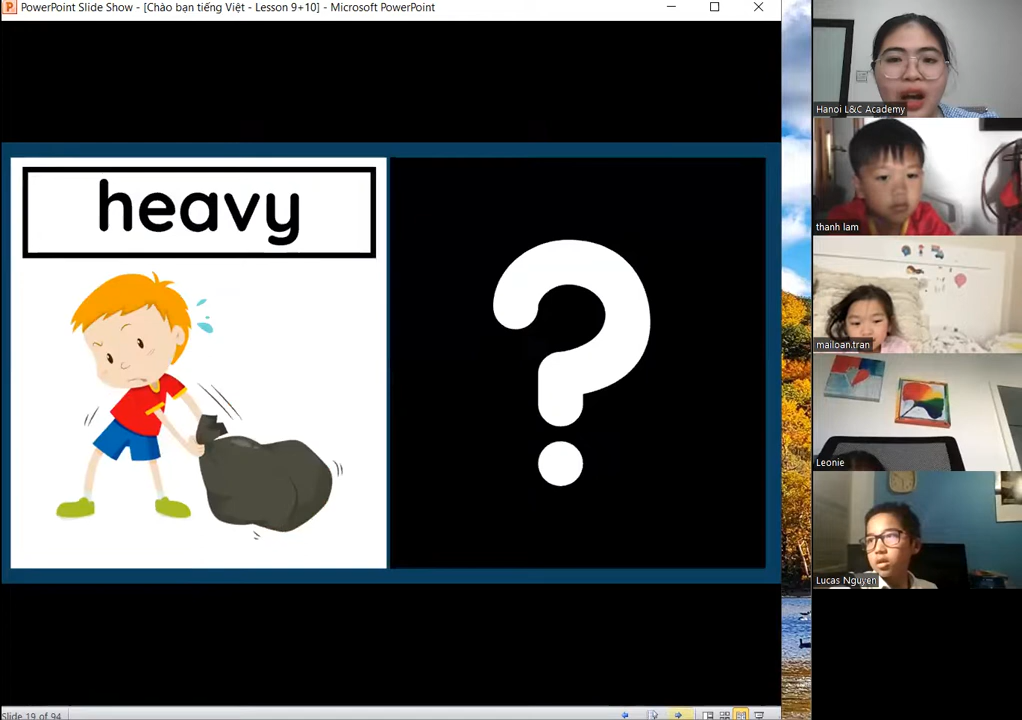 PowerPoint Slide Show - [Chào bạn tiếng Việt - Lesson 9+10] - Microsoft PowerPoint
heavy
?
Hanoi L&C Academy
thanh lam
mailoan.tran
Leonie
Lucas Nguyen
Slide 19 of 94